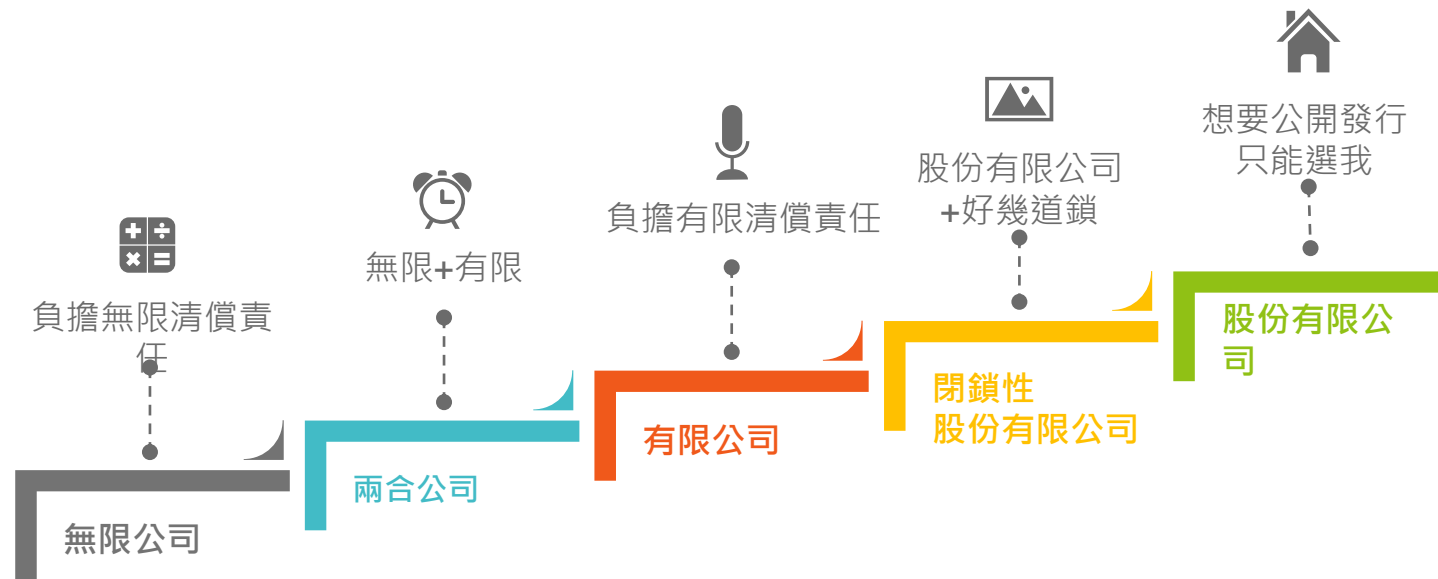 負擔無限清償責
任
無限公司
無限+有限
兩合公司
負擔有限清償責任
有限公司
股份有限公司
+好幾道鎖
閉鎖性
股份有限公司
想要公開發行
只能選我
股份有限公
司